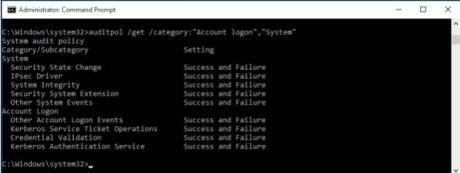 Administrator: Command Prompt
C:\Windows\system32>auditpol /get /category:"Account logon","System"
System audit policy
Category/Subcategory                      Setting
System
  Security State Change                   Success and Failure
  IPsec Driver                            Success and Failure
  System Integrity                        Success and Failure
  Security System Extension               Success and Failure
  Other System Events                     Success and Failure
Account Logon
  Other Account Logon Events              Success and Failure
  Kerberos Service Ticket Operations      Success and Failure
  Credential Validation                   Success and Failure
  Kerberos Authentication Service         Success and Failure
C:\Windows\system32>